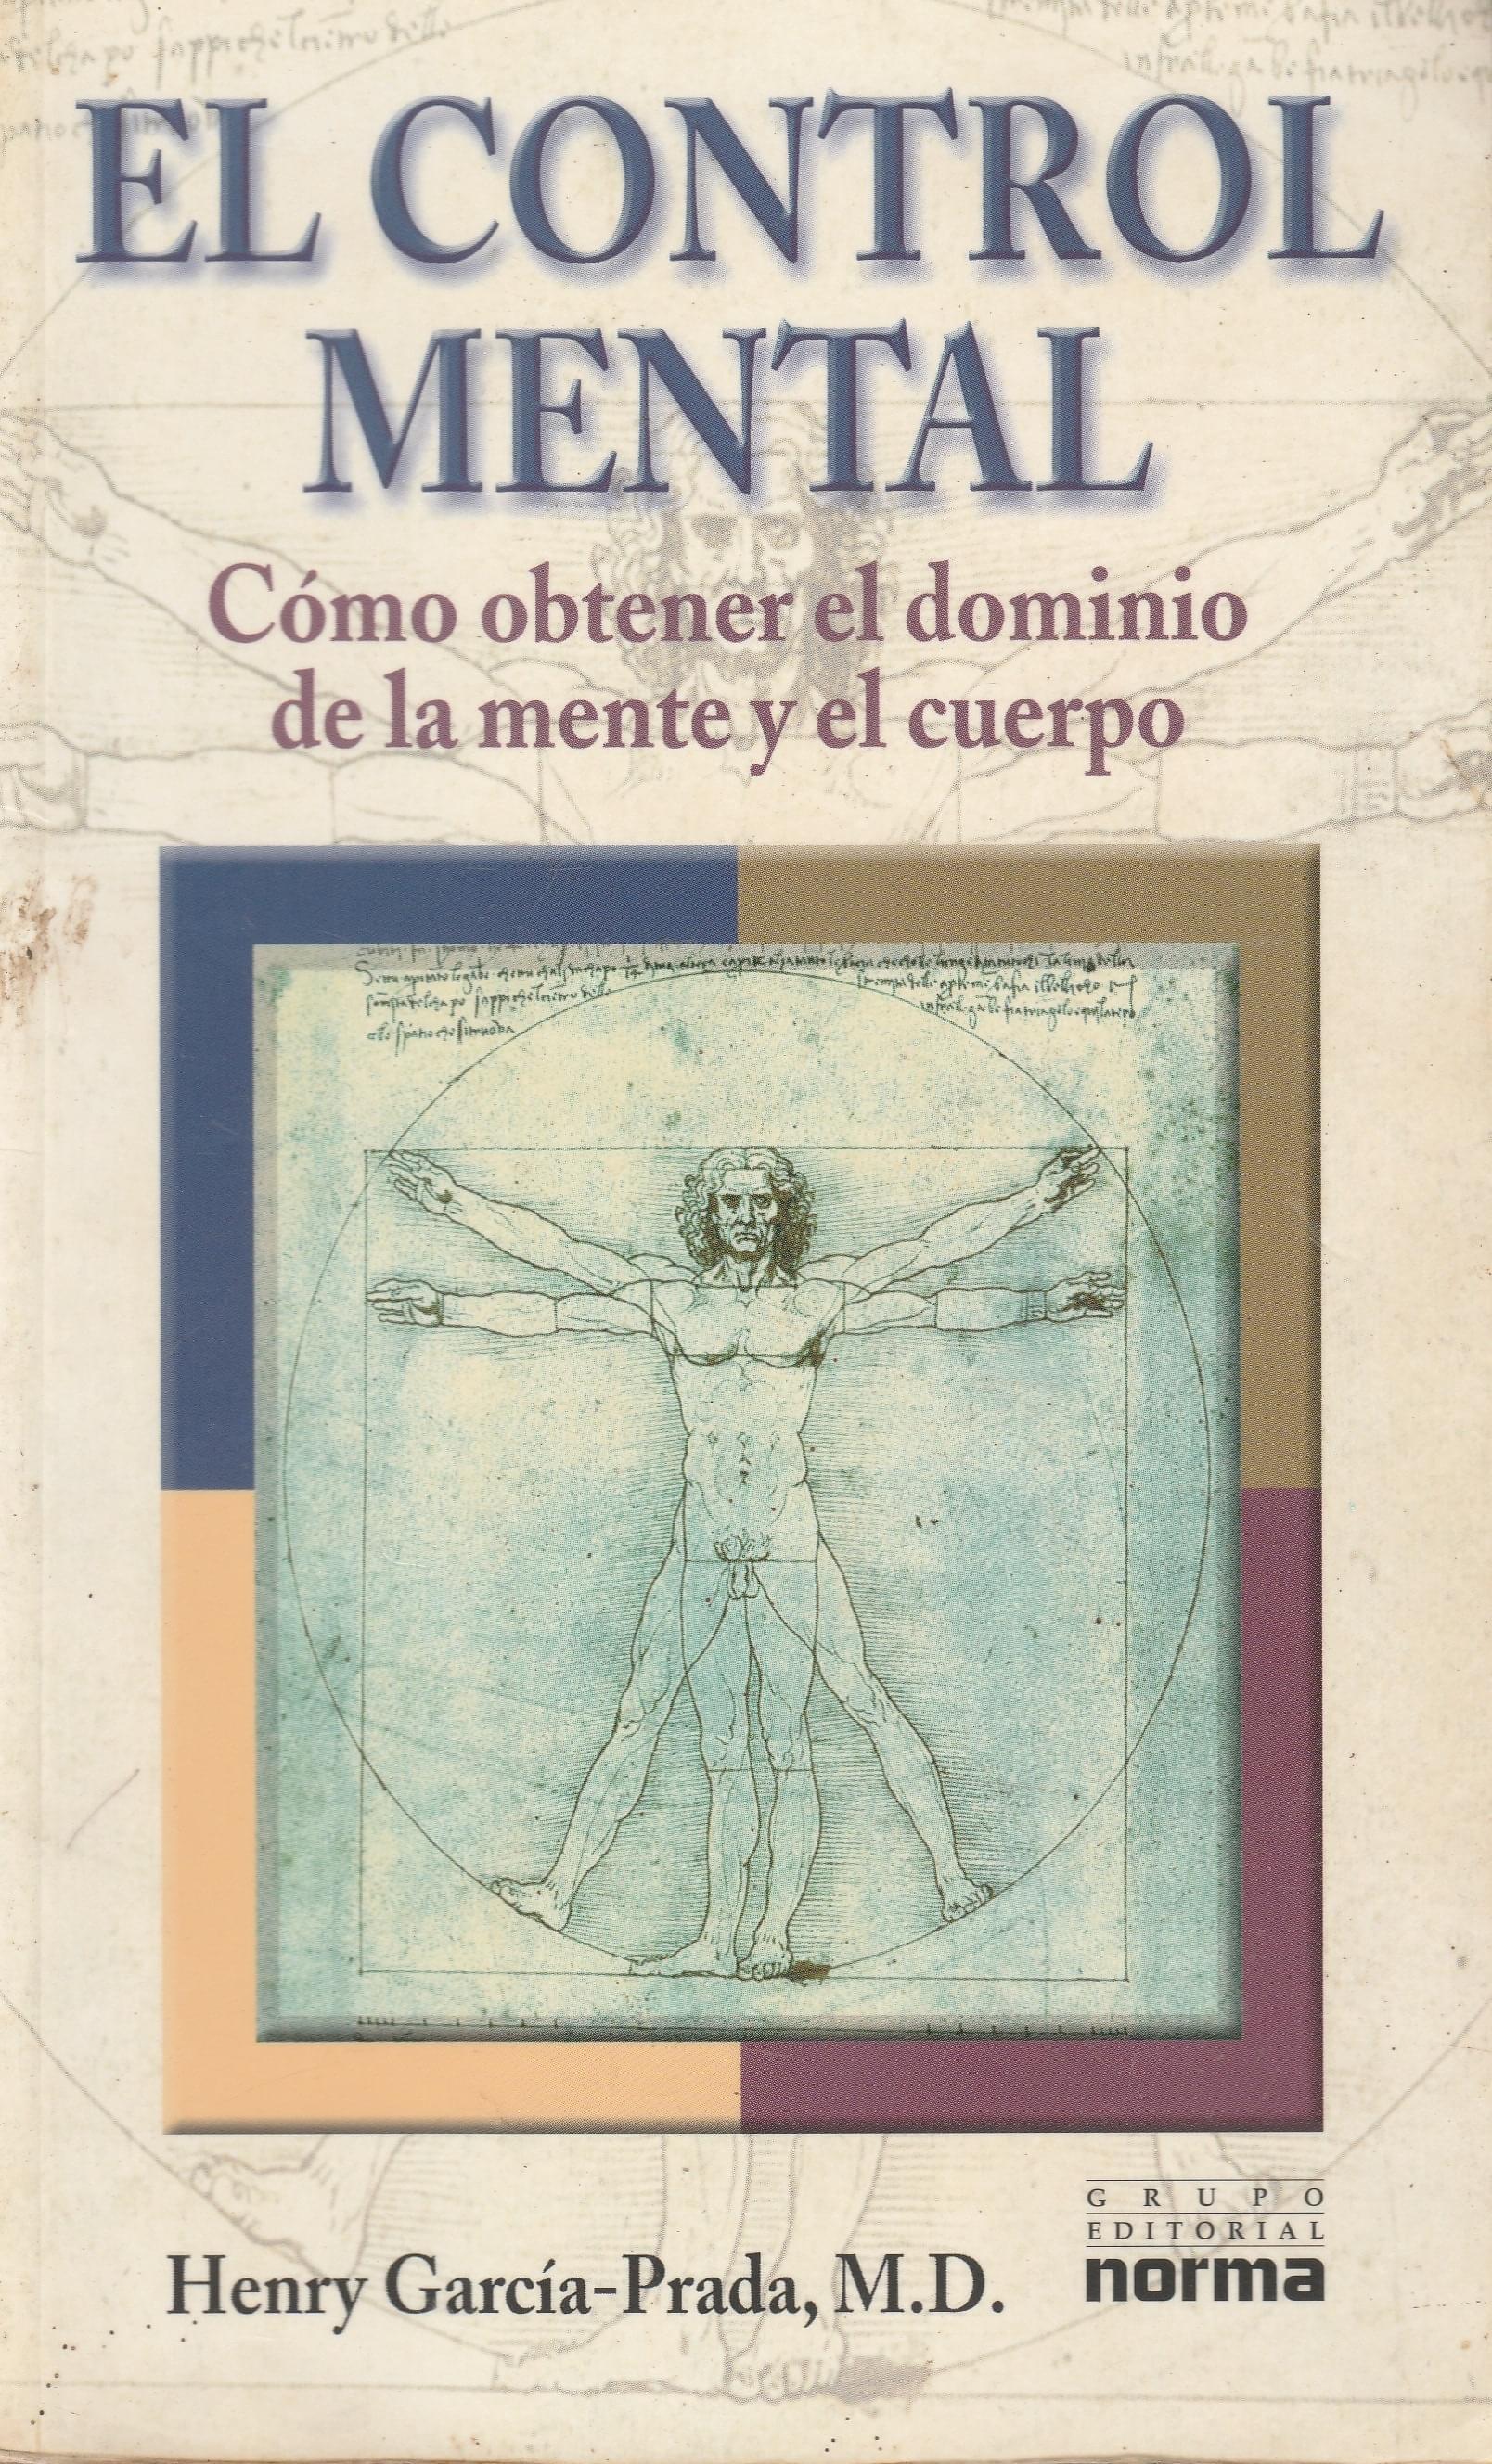 EL CONTROL
MENTAL
Cómo obtener el dominio
de la mente y el cuerpo
Henry García-Prada, M.D.
GRUPO
EDITORIAL
norma